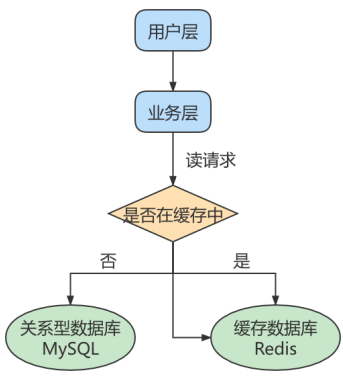 用户层
业务层
读请求
是否在缓存中
否
是
关系型数据库
MySQL
缓存数据库
Redis